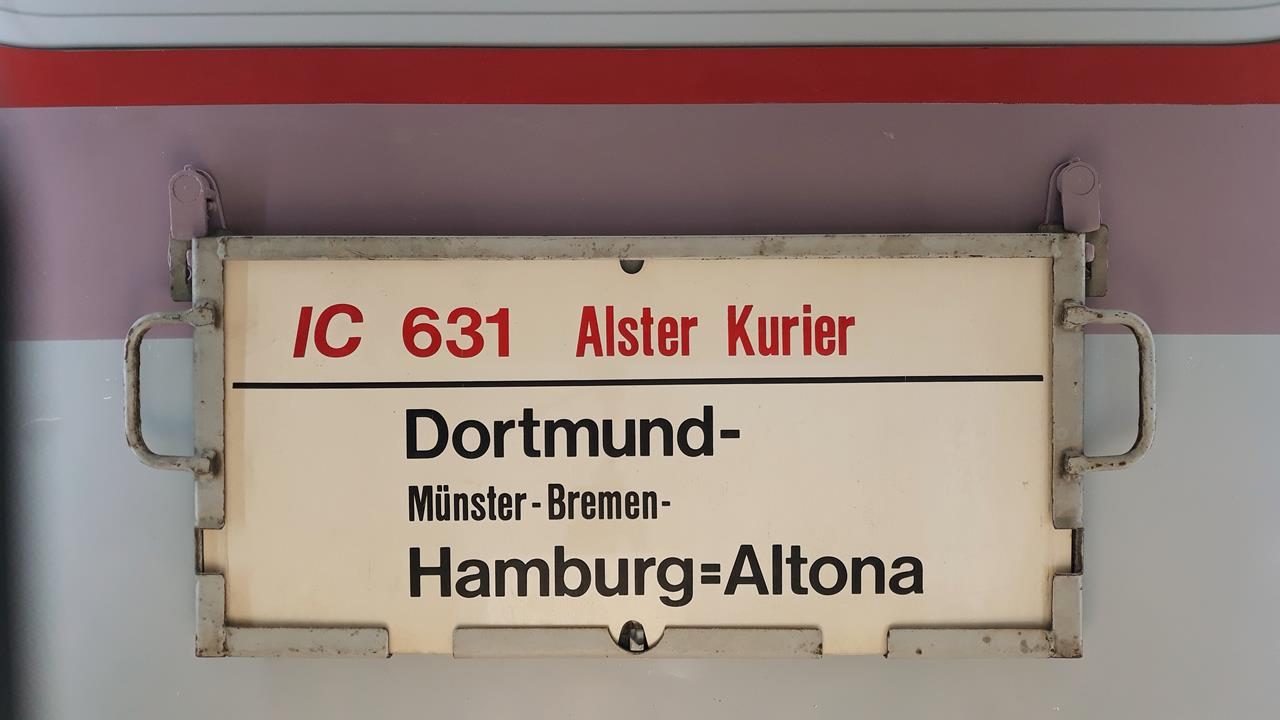 IC 631 Alster Kurier
Dortmund-
Münster-Bremen-
Hamburg=Altona